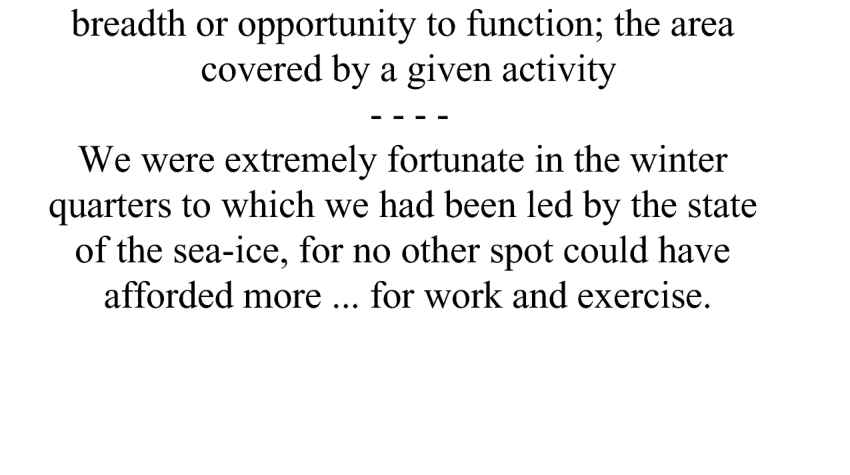 breadth or opportunity to function; the area
covered by a given activity
- - - -
We were extremely fortunate in the winter
quarters to which we had been led by the state
of the sea-ice, for no other spot could have
afforded more ... for work and exercise.